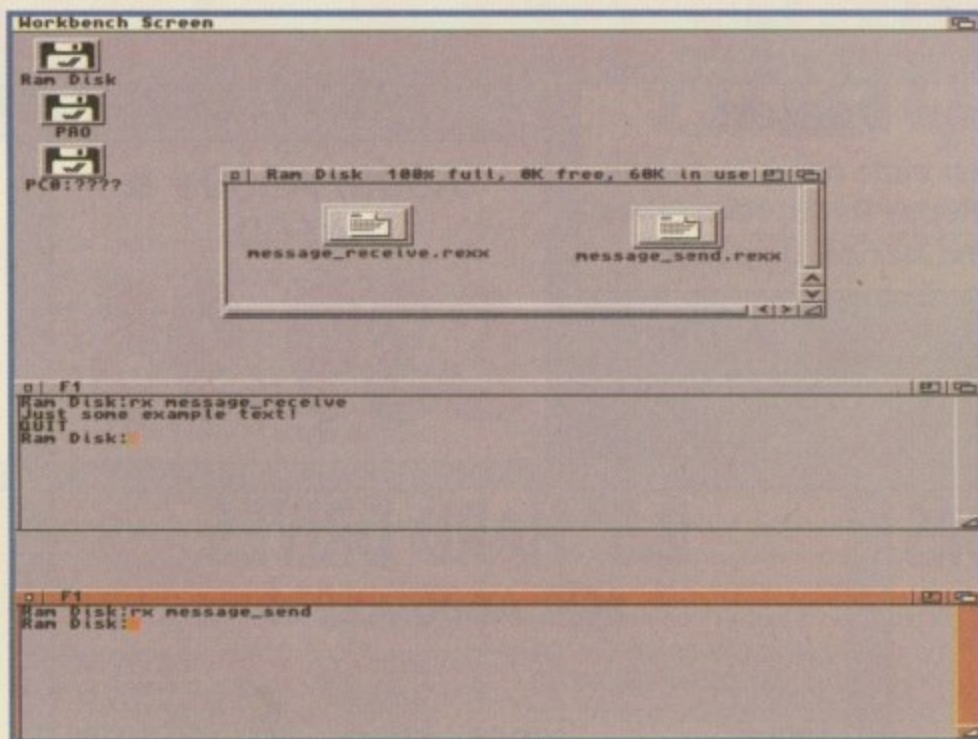 Workbench Screen
Ram Disk
PAO
PC0:????
Ram Disk 100% full, 0K free, 60K in use
message_receive.rexx
message_send.rexx
F1
Ram Disk:rx message_receive
Just some example text!
QUIT
Ram Disk:
F1
Ram Disk:rx message_send
Ram Disk: